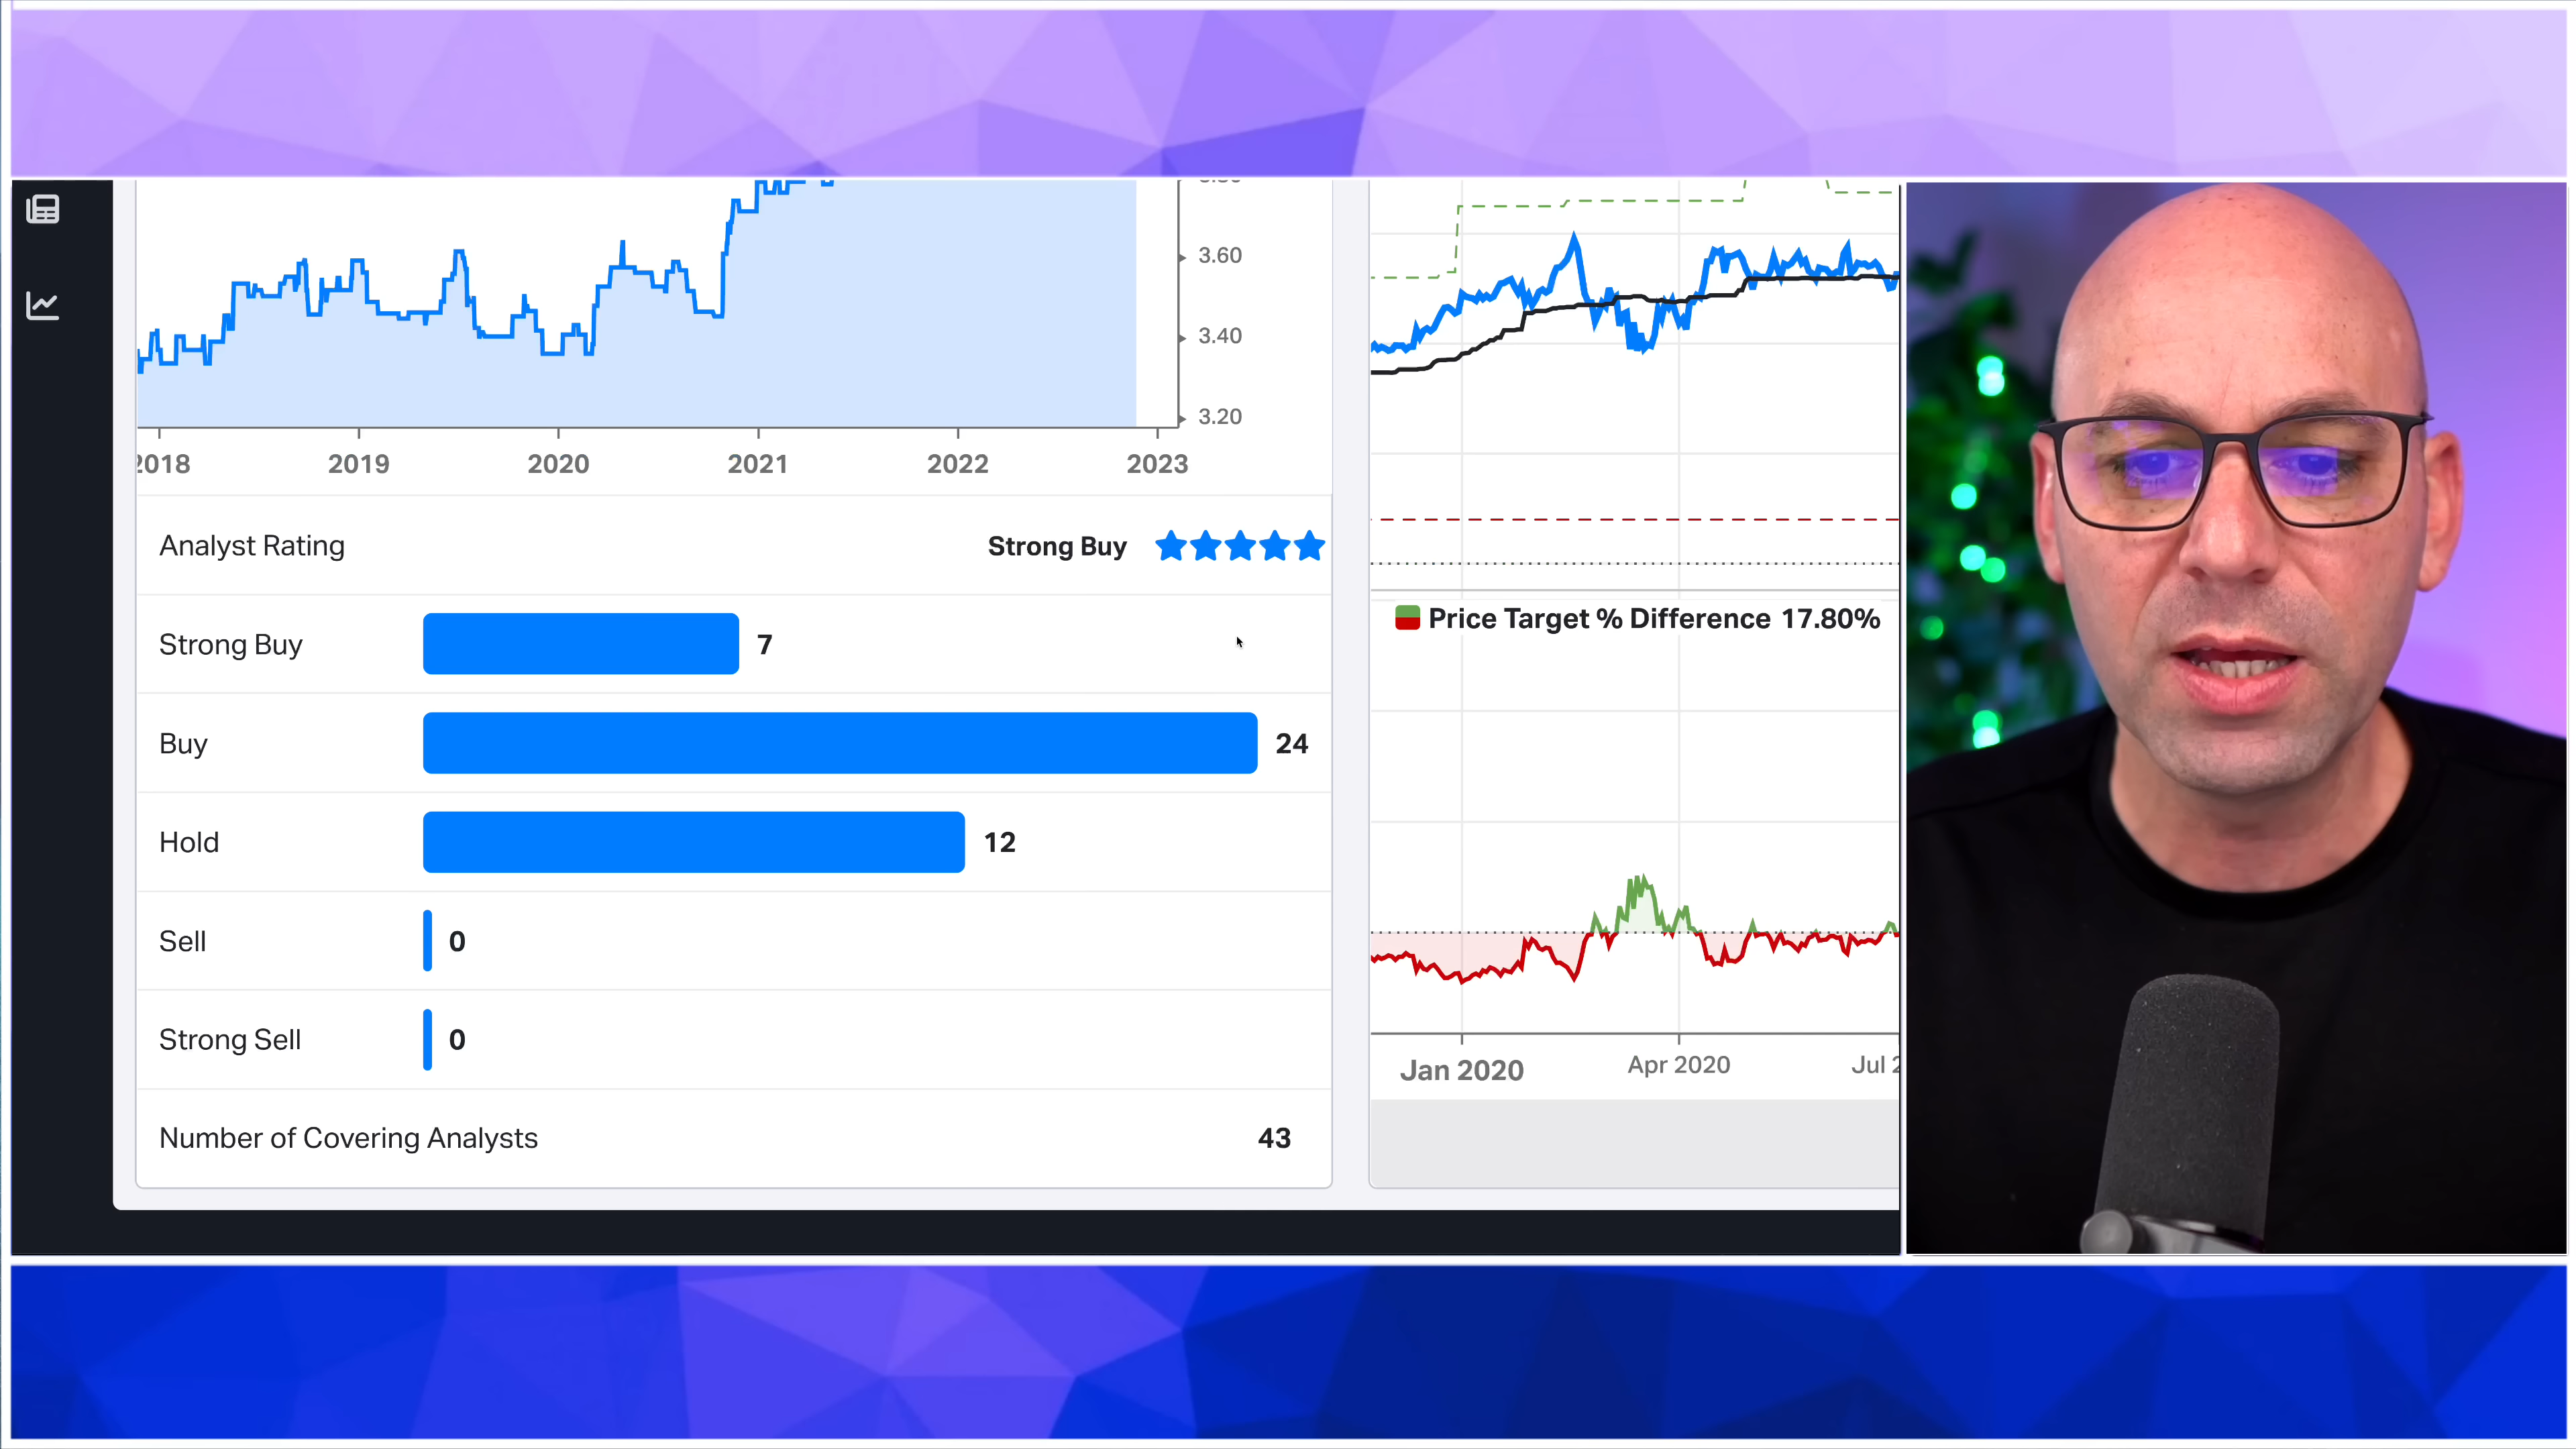 3.60
3.40
3.20
2018 2019 2020 2021 2022 2023
Analyst Rating Strong Buy
Strong Buy 7
Buy 24
Hold 12
Sell 0
Strong Sell 0
Number of Covering Analysts 43
Price Target % Difference 17.80%
Jan 2020 Apr 2020 Jul 2